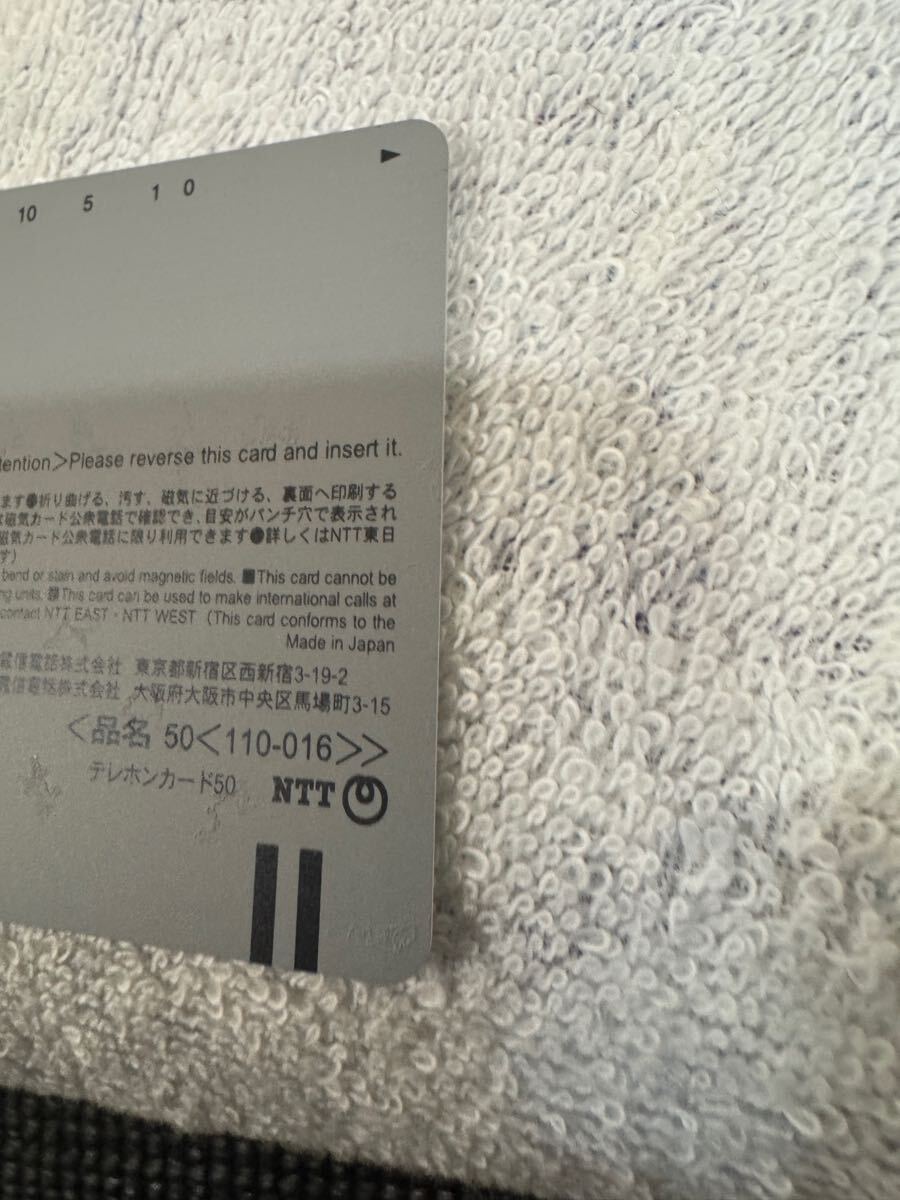 10 5 1 0 ▶
tention＞Please reverse this card and insert it.
ます●折り曲げる、汚す、磁気に近づける、裏面へ印刷する
は磁気カード公衆電話で確認でき、目安がパンチ穴で表示され
磁気カード公衆電話に限り利用できます●詳しくはNTT東日
す)
bend or stain and avoid magnetic fields. ■This card cannot be
ng units. ■This card can be used to make international calls at
contact NTT EAST・NTT WEST (This card conforms to the
Made in Japan
電信電話株式会社 東京都新宿区西新宿3-19-2
電信電話株式会社 大阪府大阪市中央区馬場町3-15
＜品名 50＜110-016＞＞
テレホンカード50 NTT